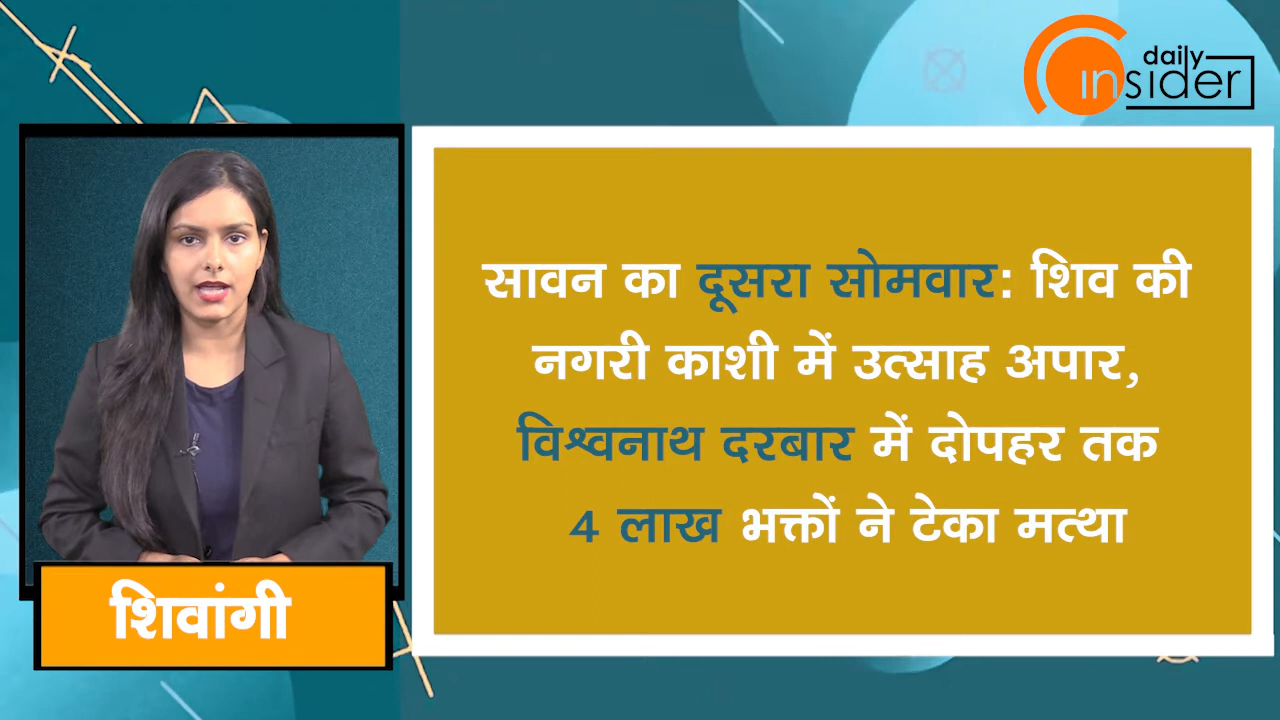 daily
insider
सावन का दूसरा सोमवार: शिव की
नगरी काशी में उत्साह अपार,
विश्वनाथ दरबार में दोपहर तक
4 लाख भक्तों ने टेका मत्था
शिवांगी